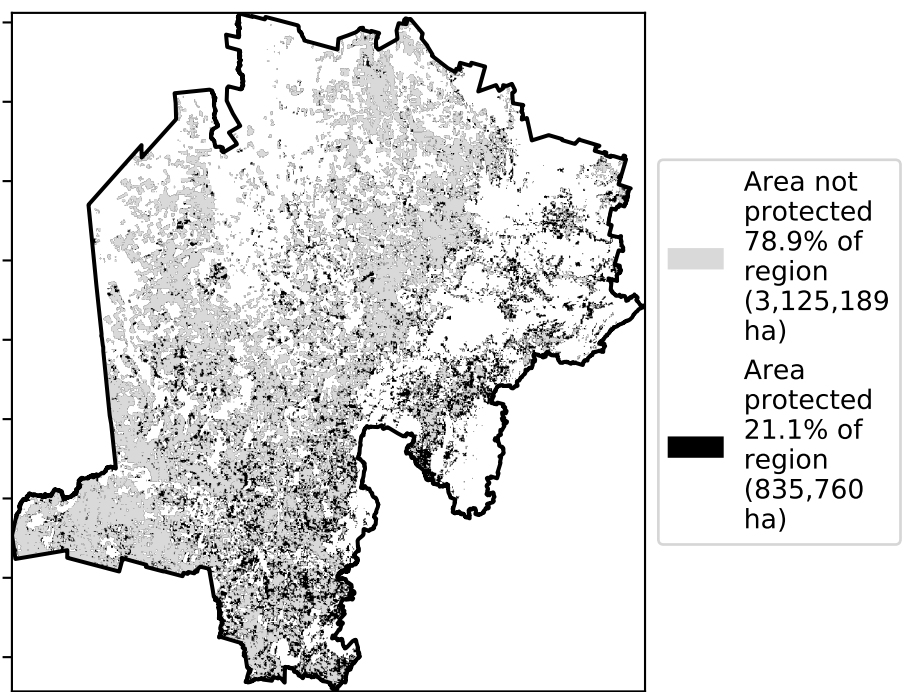 Area not
protected
78.9% of
region
(3,125,189
ha)
Area
protected
21.1% of
region
(835,760
ha)